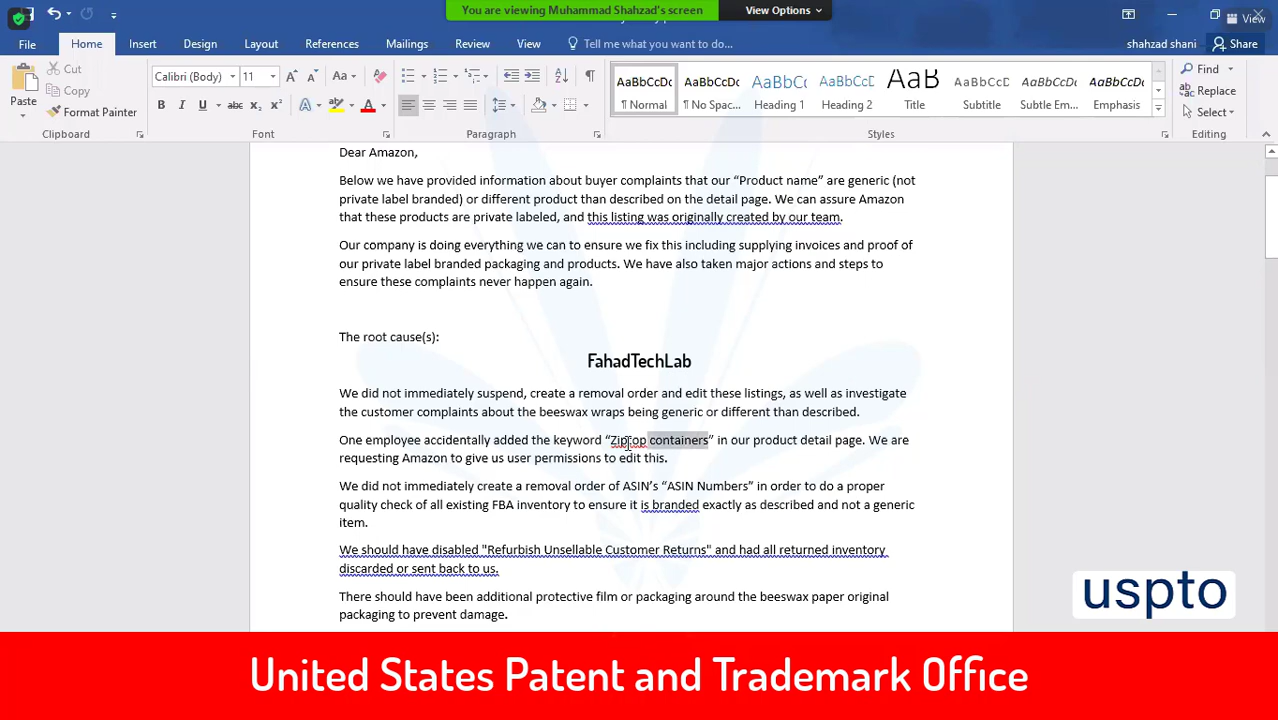 You are viewing Muhammad Shahzad's screen
View Options
View
File
Home
Insert
Design
Layout
References
Mailings
Review
View
Tell me what you want to do...
shahzad shani
Share
Paste
Cut
Copy
Format Painter
Clipboard
Calibri (Body)
11
Font
Paragraph
AaBbCcDc
¶ Normal
AaBbCcDc
¶ No Spac...
AaBbCc
Heading 1
AaBbCcC
Heading 2
AaB
Title
AaBbCcD
Subtitle
AaBbCcDc
Subtle Em...
AaBbCcDc
Emphasis
Styles
Find
Replace
Select
Editing
Dear Amazon,
Below we have provided information about buyer complaints that our “Product name” are generic (not
private label branded) or different product than described on the detail page. We can assure Amazon
that these products are private labeled, and this listing was originally created by our team.
Our company is doing everything we can to ensure we fix this including supplying invoices and proof of
our private label branded packaging and products. We have also taken major actions and steps to
ensure these complaints never happen again.
The root cause(s):
FahadTechLab
We did not immediately suspend, create a removal order and edit these listings, as well as investigate
the customer complaints about the beeswax wraps being generic or different than described.
One employee accidentally added the keyword “Ziptop containers” in our product detail page. We are
requesting Amazon to give us user permissions to edit this.
We did not immediately create a removal order of ASIN’s “ASIN Numbers” in order to do a proper
quality check of all existing FBA inventory to ensure it is branded exactly as described and not a generic
item.
We should have disabled "Refurbish Unsellable Customer Returns" and had all returned inventory
discarded or sent back to us.
There should have been additional protective film or packaging around the beeswax paper original
packaging to prevent damage.
uspto
United States Patent and Trademark Office